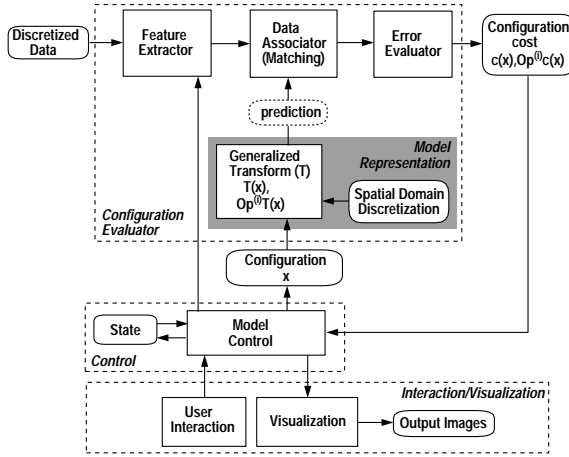 Discretized
Data
Feature
Extractor
Data
Associator
(Matching)
Error
Evaluator
Configuration
cost
c(x),Op(i)c(x)
prediction
Model
Representation
Generalized
Transform (T)
T(x),
Op(i)T(x)
Spatial Domain
Discretization
Configuration
Evaluator
Configuration
x
State
Model
Control
Control
Interaction/Visualization
User
Interaction
Visualization
Output Images